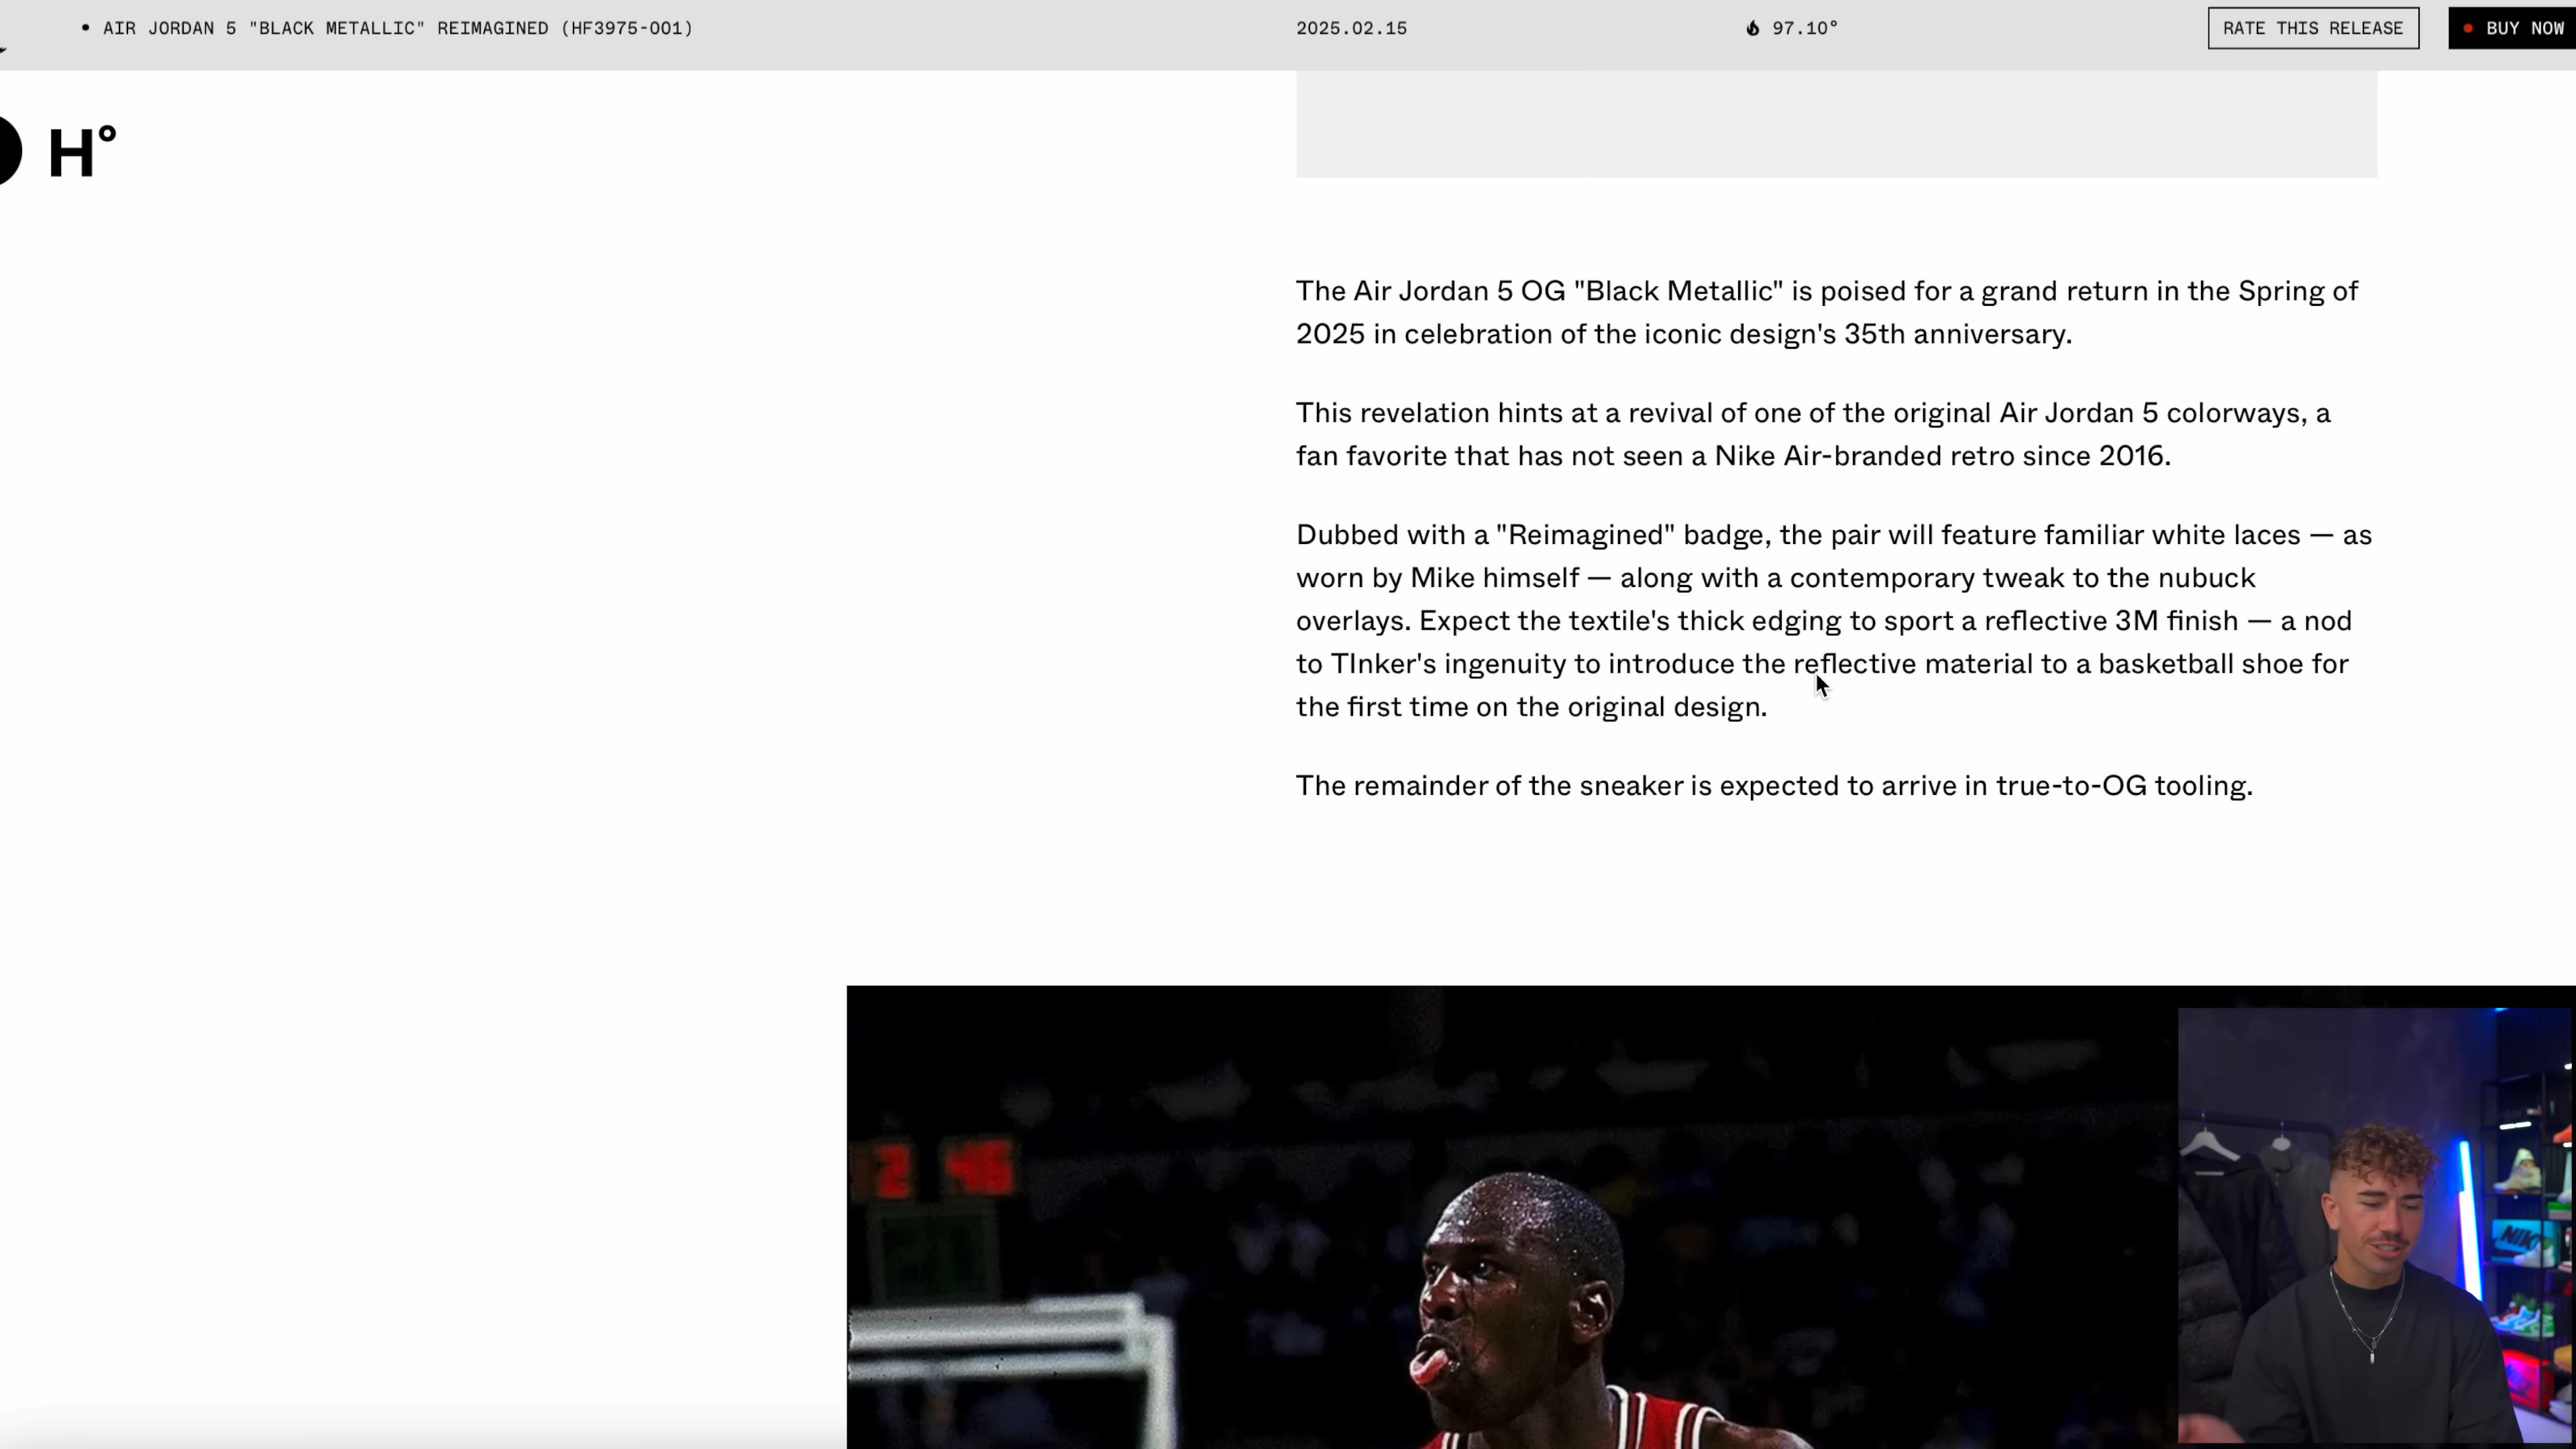 • AIR JORDAN 5 "BLACK METALLIC" REIMAGINED (HF3975-001)
2025.02.15
97.10°
RATE THIS RELEASE
BUY NOW
H°
The Air Jordan 5 OG "Black Metallic" is poised for a grand return in the Spring of
2025 in celebration of the iconic design's 35th anniversary.
This revelation hints at a revival of one of the original Air Jordan 5 colorways, a
fan favorite that has not seen a Nike Air-branded retro since 2016.
Dubbed with a "Reimagined" badge, the pair will feature familiar white laces — as
worn by Mike himself — along with a contemporary tweak to the nubuck
overlays. Expect the textile's thick edging to sport a reflective 3M finish — a nod
to TInker's ingenuity to introduce the reflective material to a basketball shoe for
the first time on the original design.
The remainder of the sneaker is expected to arrive in true-to-OG tooling.